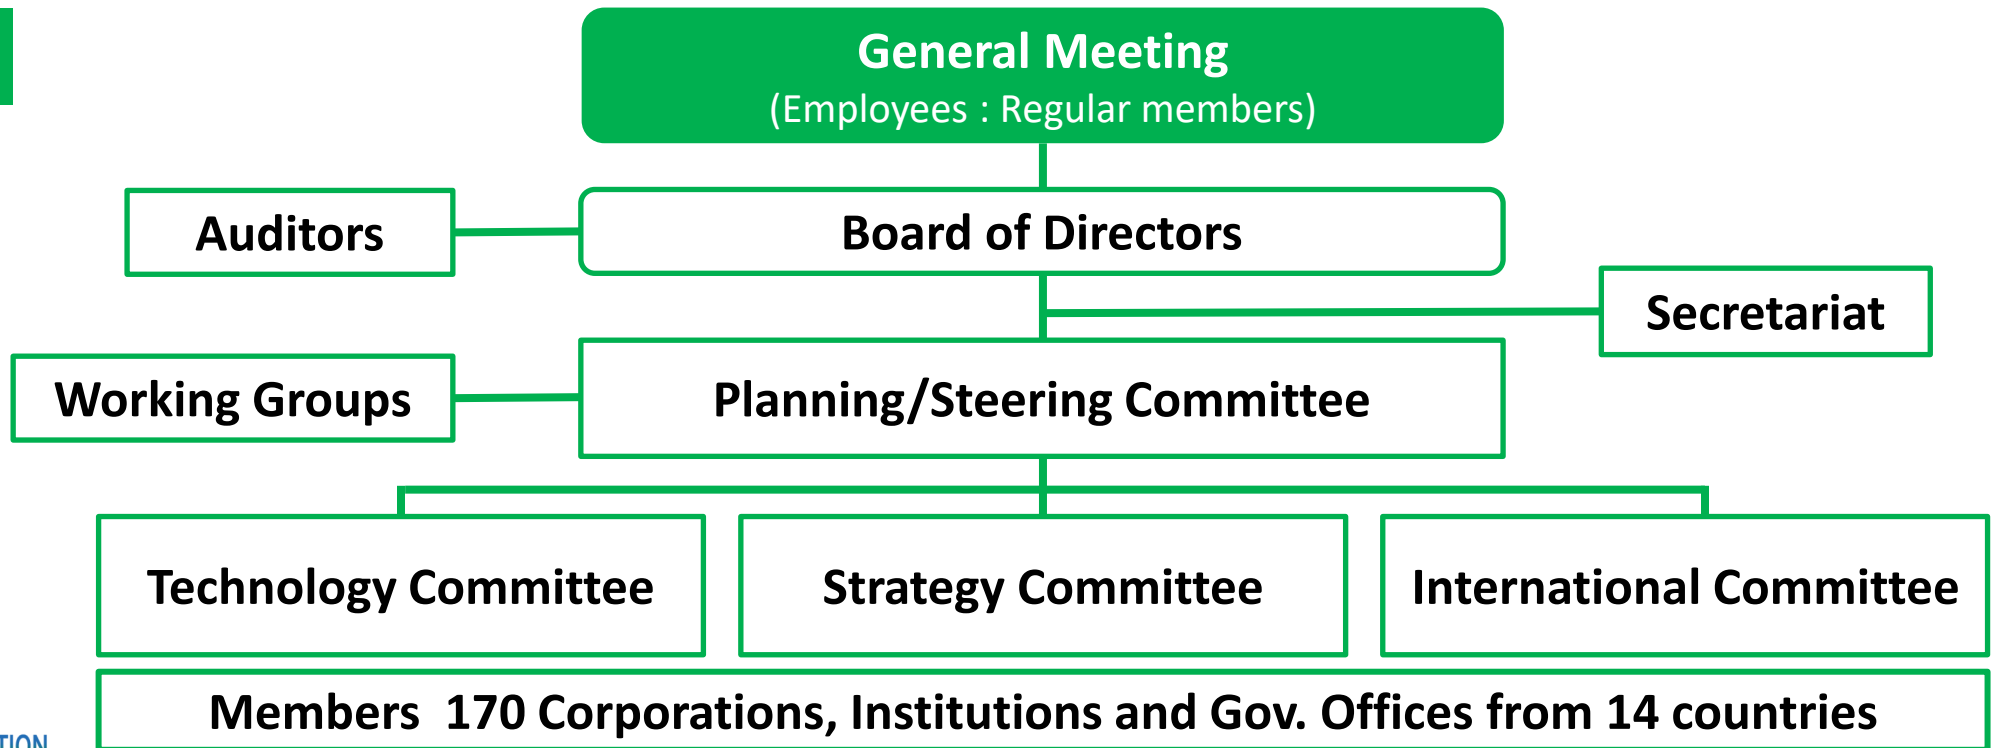 General Meeting
(Employees : Regular members)
Auditors
Board of Directors
Secretariat
Working Groups
Planning/Steering Committee
Technology Committee
Strategy Committee
International Committee
Members 170 Corporations, Institutions and Gov. Offices from 14 countries